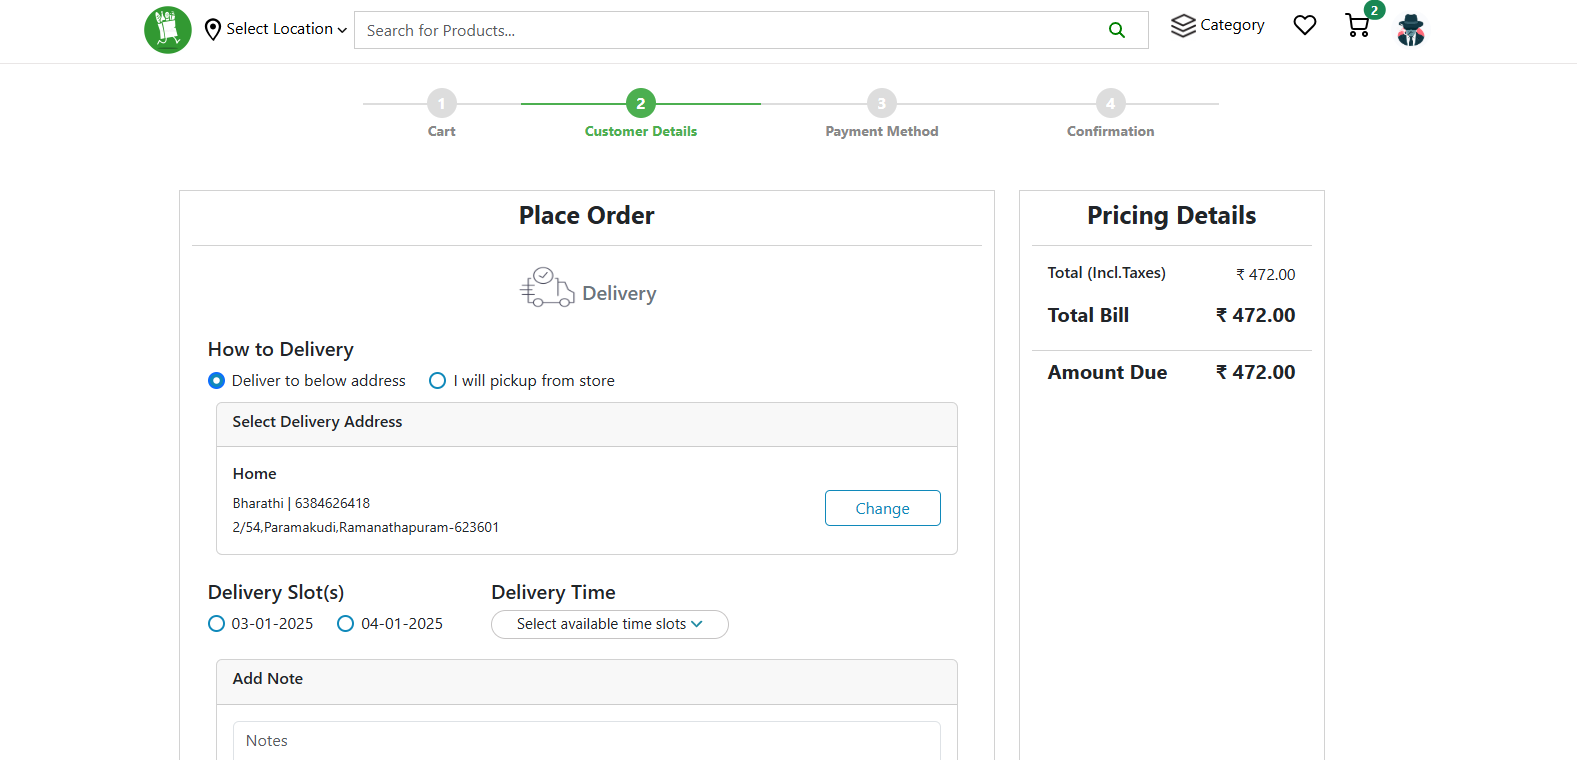 Select Location
Search for Products...
Category
2
1
2
3
4
Cart
Customer Details
Payment Method
Confirmation
Place Order
Delivery
How to Delivery
Deliver to below address
I will pickup from store
Select Delivery Address
Home
Bharathi | 6384626418
2/54,Paramakudi,Ramanathapuram-623601
Change
Delivery Slot(s)
03-01-2025
04-01-2025
Delivery Time
Select available time slots
Add Note
Notes
Pricing Details
Total (Incl.Taxes) ₹ 472.00
Total Bill ₹ 472.00
Amount Due ₹ 472.00